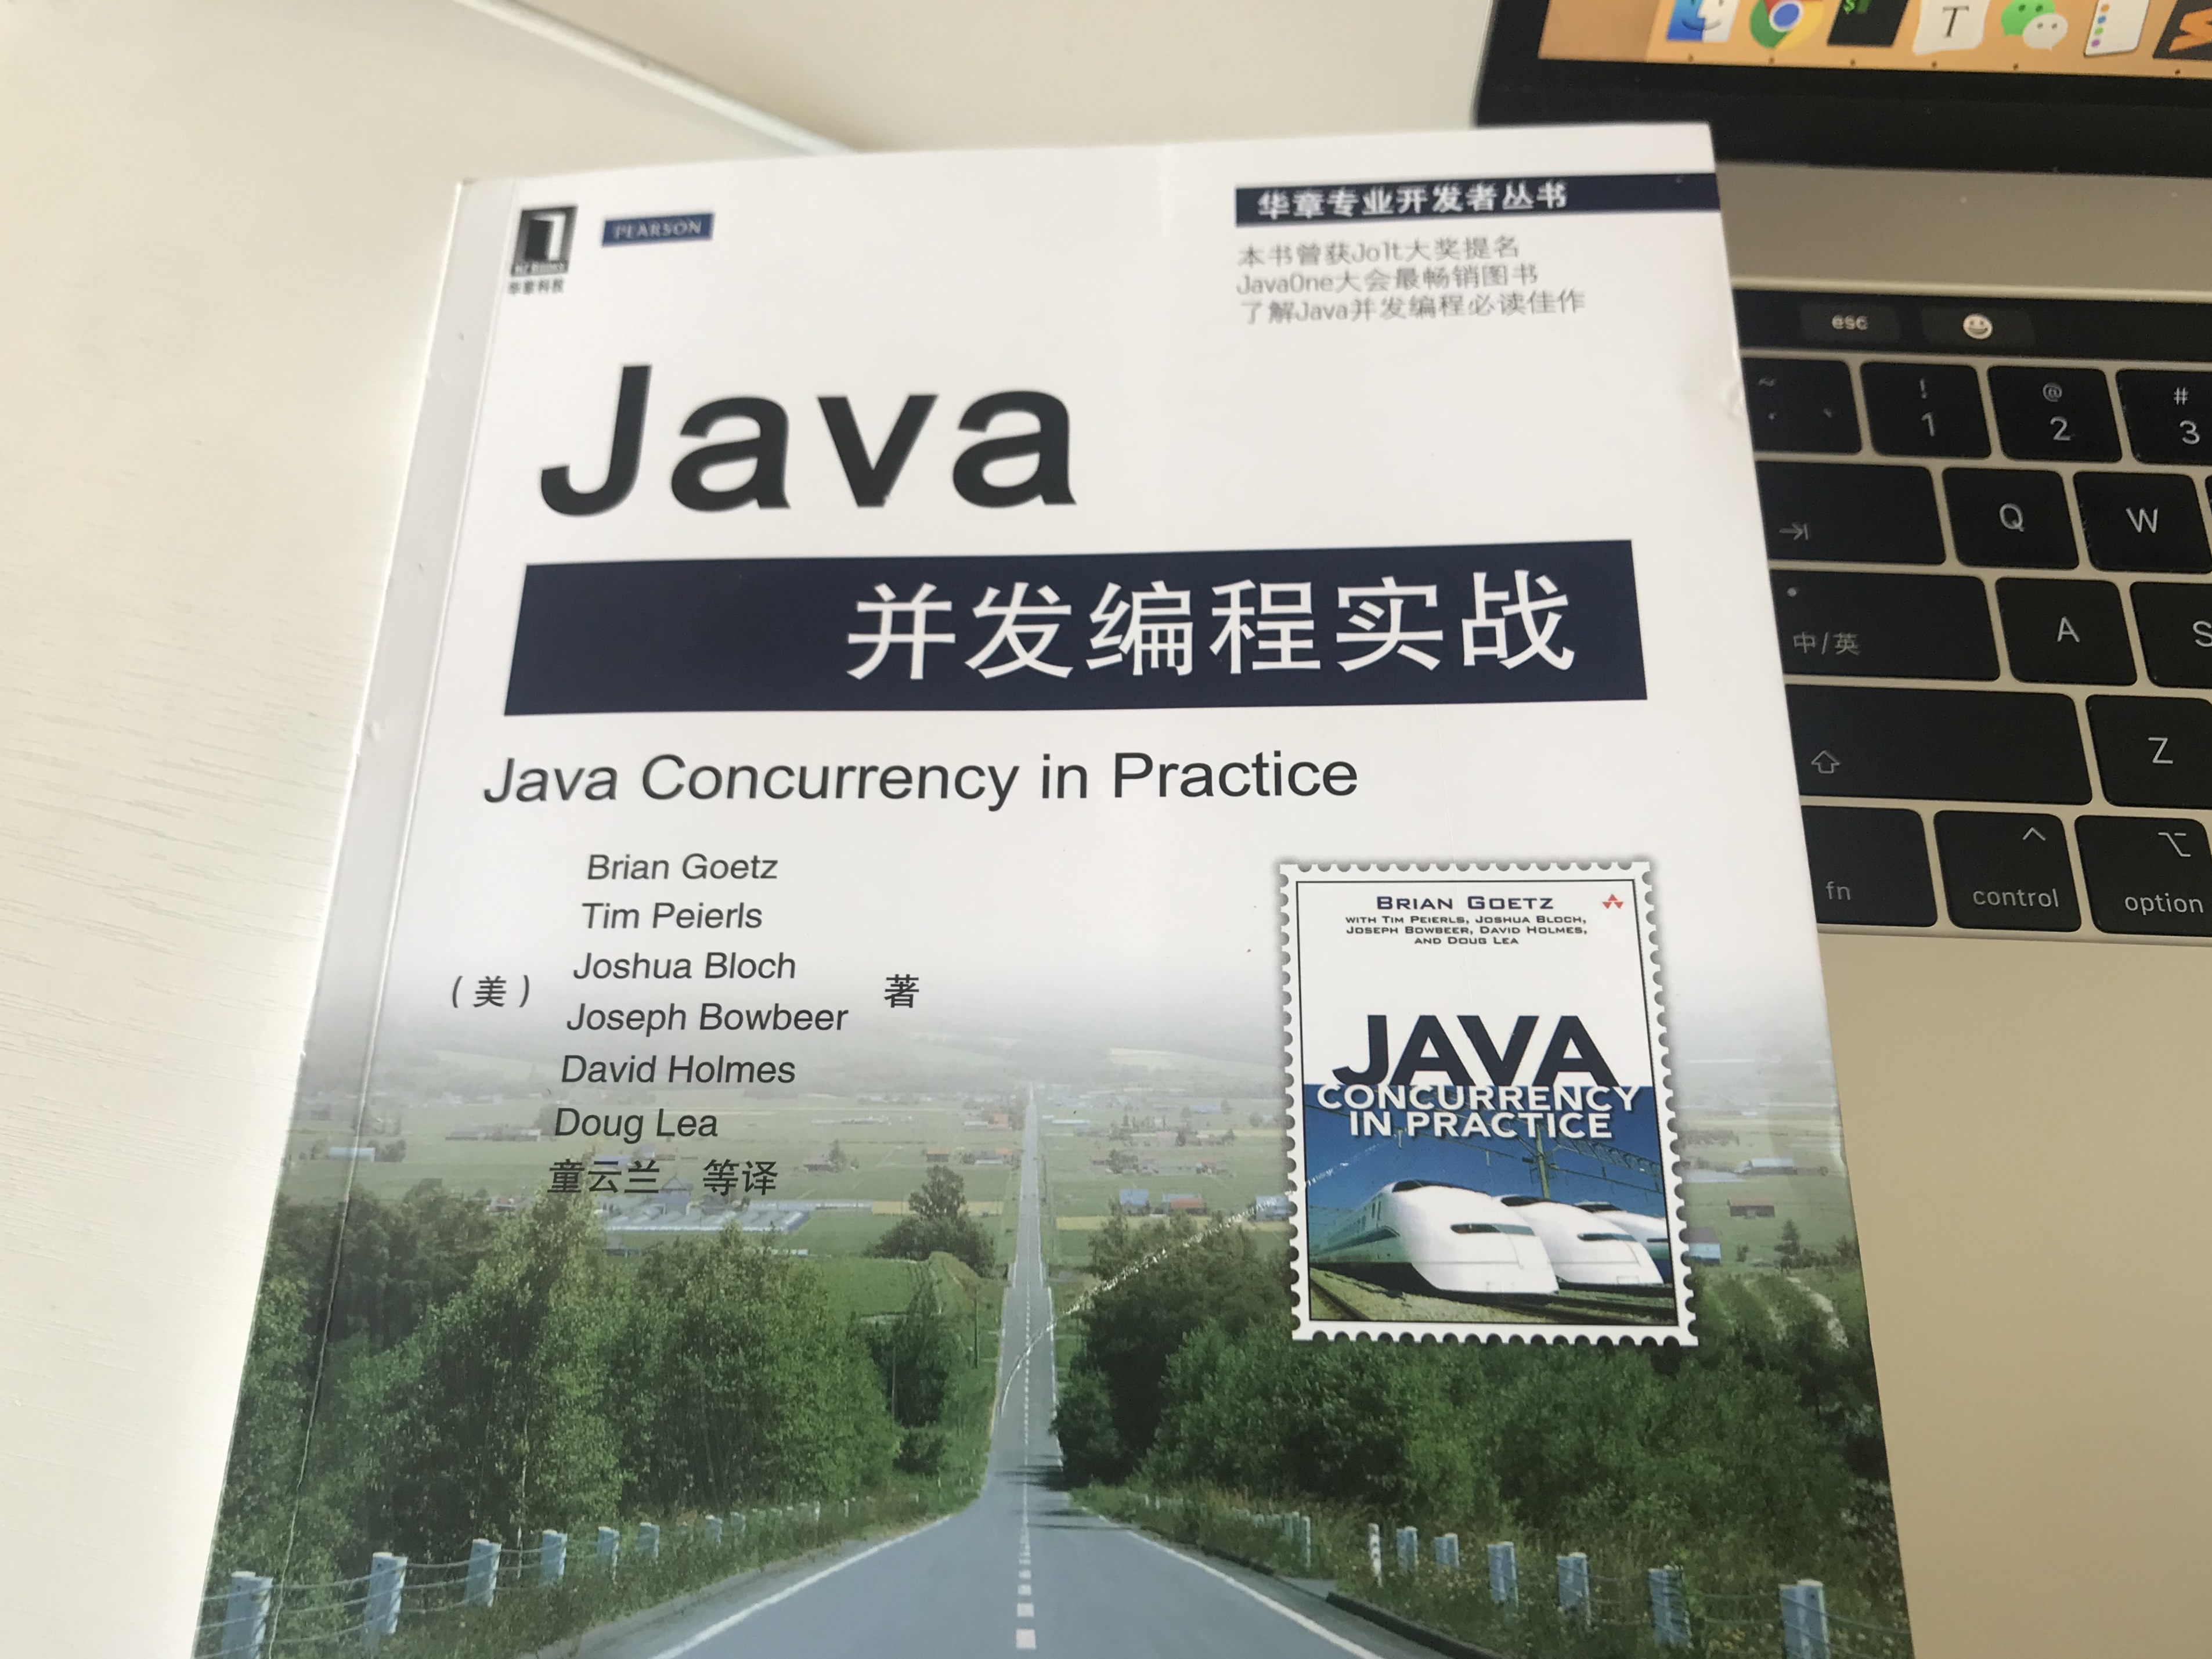 PEARSON
华章科技
华章专业开发者丛书
本书曾获Jolt大奖提名
JavaOne大会最畅销图书
了解Java并发编程必读佳作
Java
并发编程实战
Java Concurrency in Practice
Brian Goetz
Tim Peierls
Joshua Bloch
(美) 著
Joseph Bowbeer
David Holmes
Doug Lea
童云兰 等译
BRIAN GOETZ
WITH TIM PEIERLS, JOSHUA BLOCH,
JOSEPH BOWBEER, DAVID HOLMES,
AND DOUG LEA
JAVA
CONCURRENCY
IN PRACTICE
T
esc
~
! @ #
1 2 3
Q W
中/英 A S
Z
fn control option